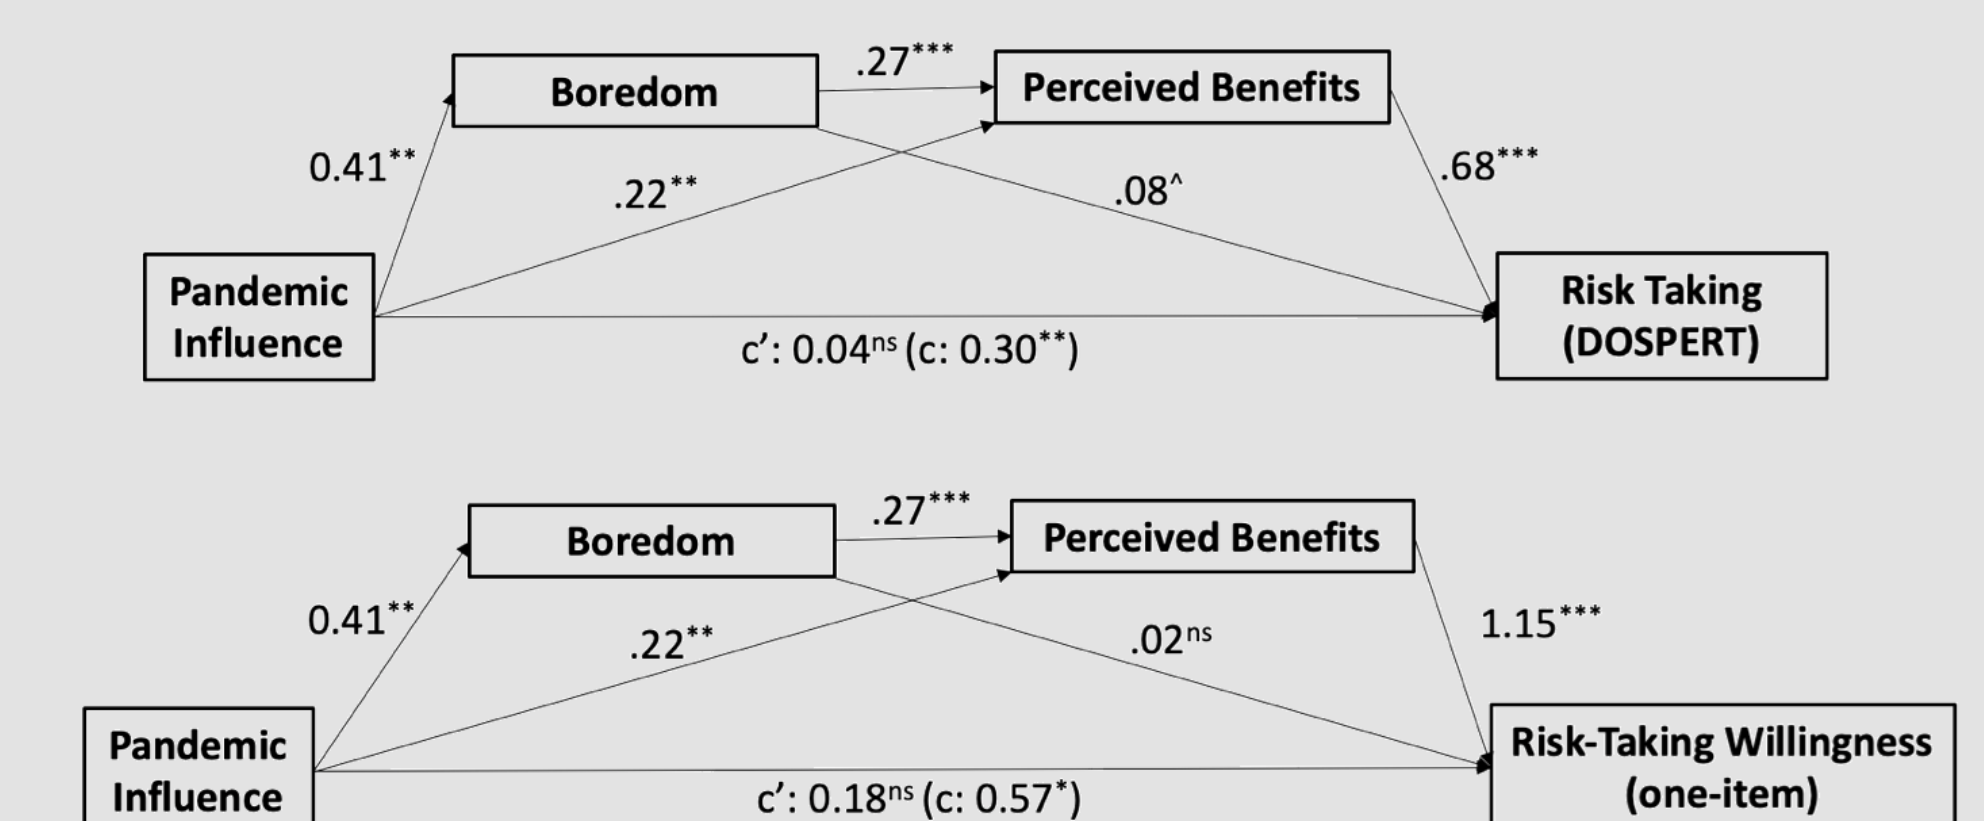 .27***
Boredom
Perceived Benefits
0.41**
.22**
.08^
.68***
Pandemic
Influence
Risk Taking
(DOSPERT)
c’: 0.04ns (c: 0.30**)
.27***
Boredom
Perceived Benefits
0.41**
.22**
.02ns
1.15***
Pandemic
Influence
Risk-Taking Willingness
(one-item)
c’: 0.18ns (c: 0.57*)